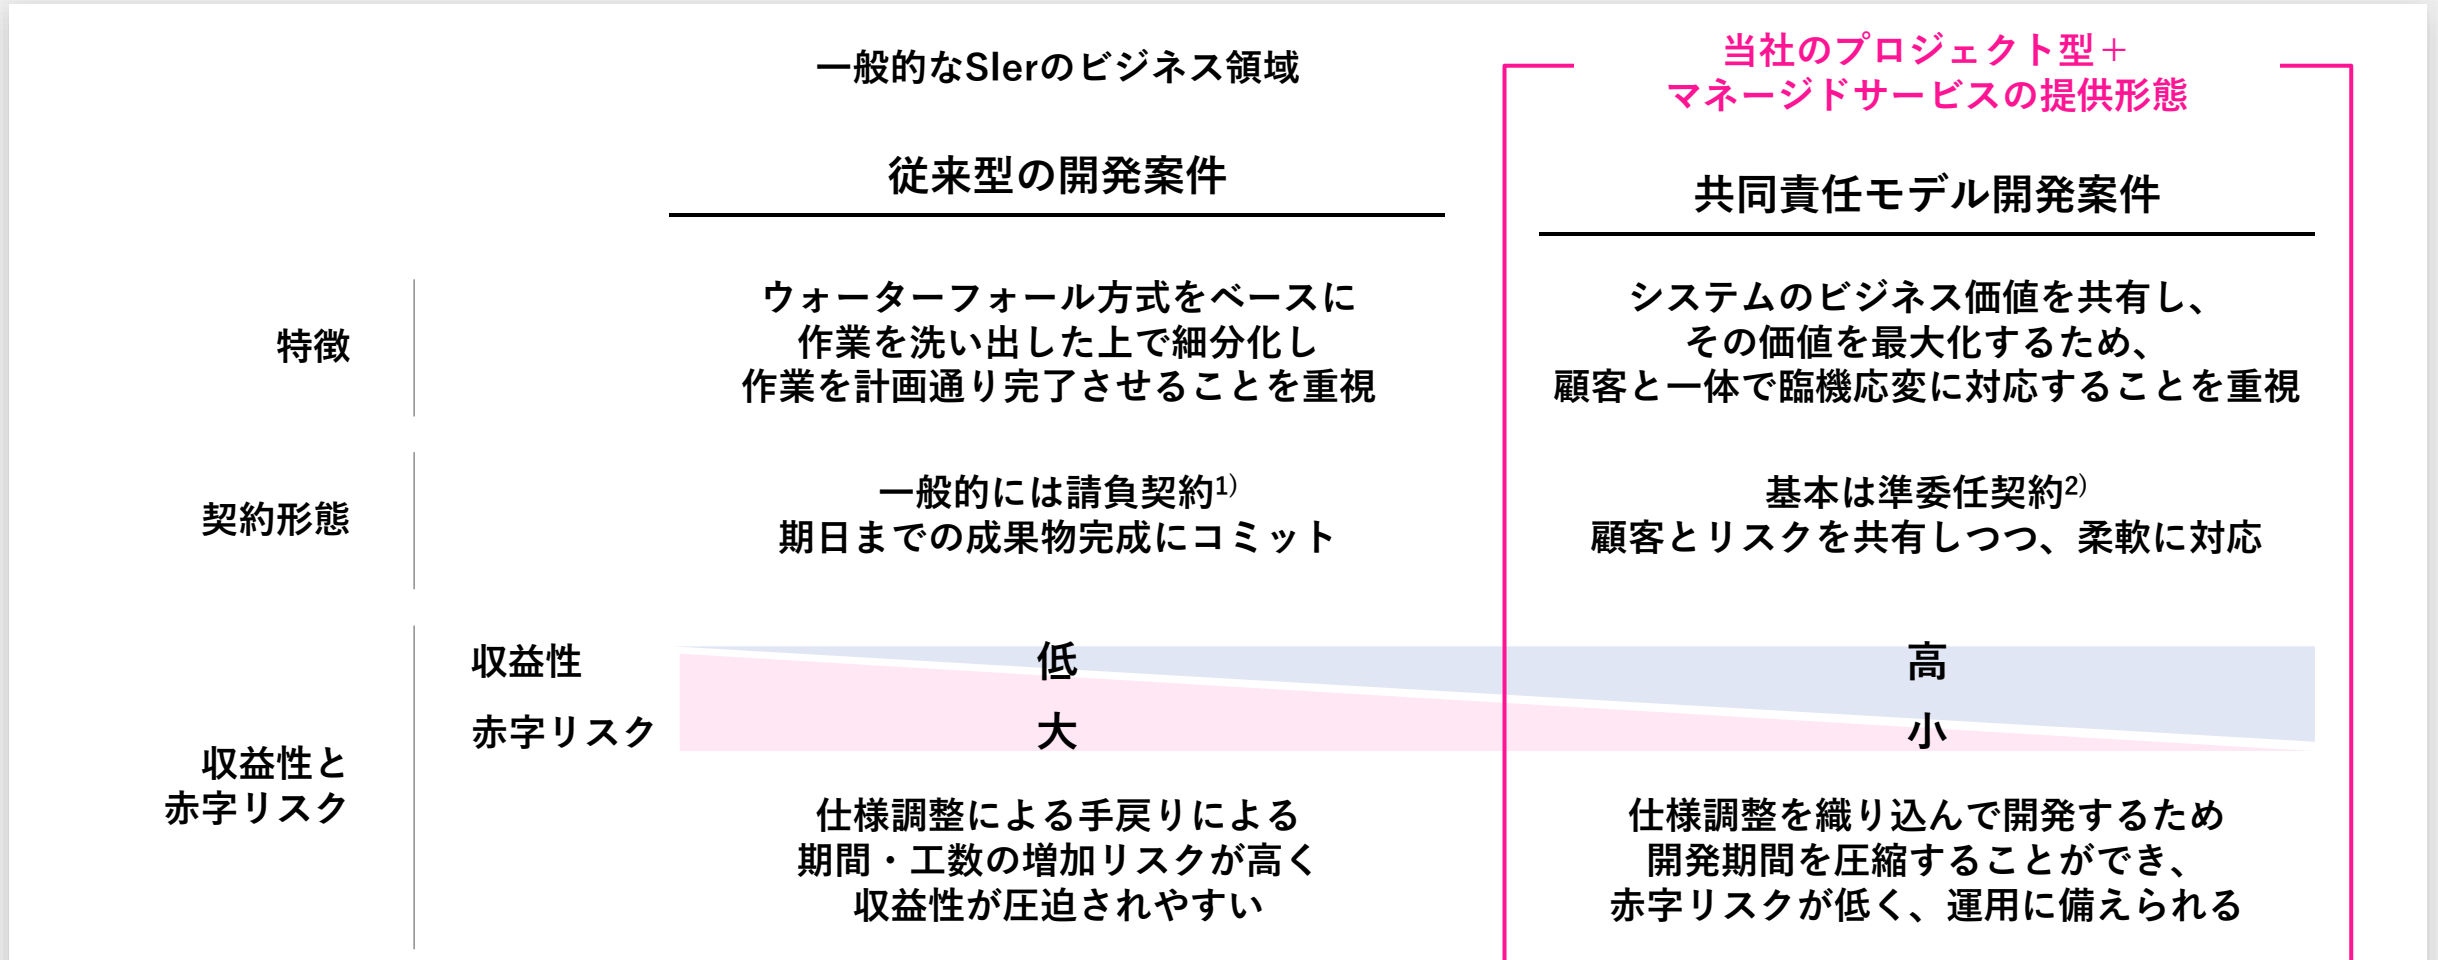 一般的なSIerのビジネス領域
当社のプロジェクト型＋
マネージドサービスの提供形態
従来型の開発案件
共同責任モデル開発案件
特徴
ウォーターフォール方式をベースに
作業を洗い出した上で細分化し
作業を計画通り完了させることを重視
システムのビジネス価値を共有し、
その価値を最大化するため、
顧客と一体で臨機応変に対応することを重視
契約形態
一般的には請負契約1)
期日までの成果物完成にコミット
基本は準委任契約2)
顧客とリスクを共有しつつ、柔軟に対応
収益性と
赤字リスク
収益性
低
高
赤字リスク
大
小
仕様調整による手戻りによる
期間・工数の増加リスクが高く
収益性が圧迫されやすい
仕様調整を織り込んで開発するため
開発期間を圧縮することができ、
赤字リスクが低く、運用に備えられる